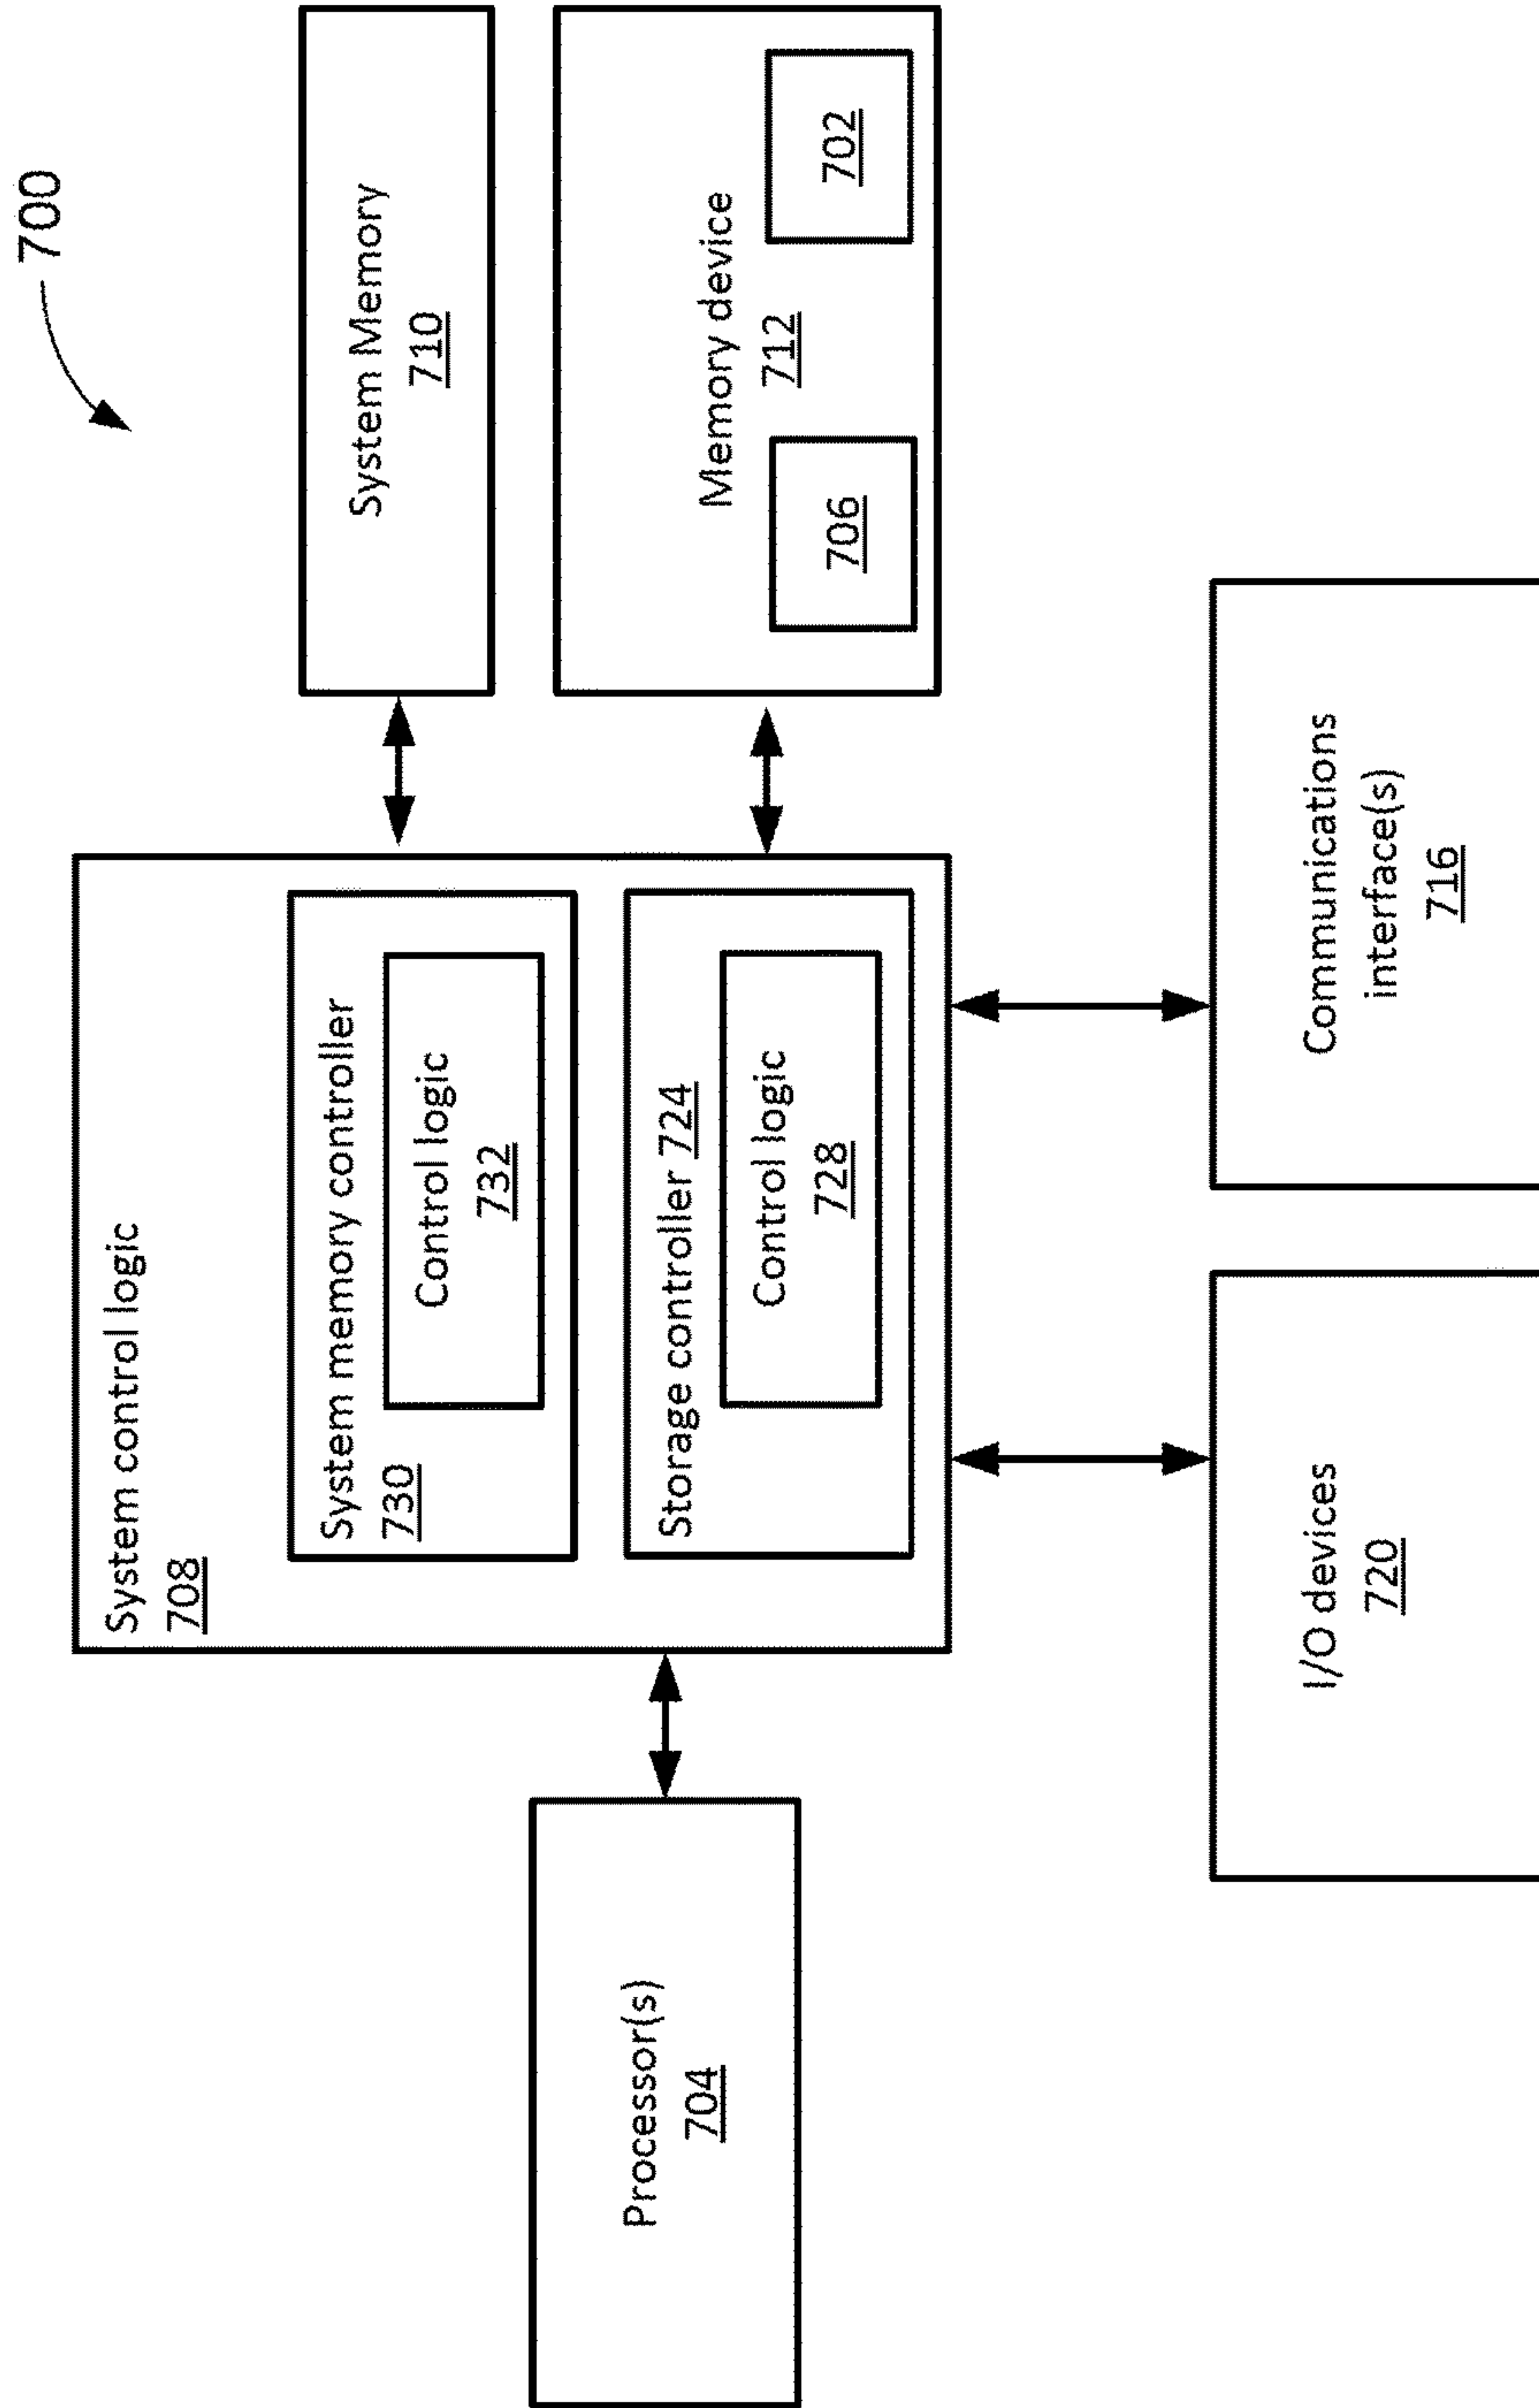 700
System control logic
708
System memory controller
730
Control logic
732
Storage controller 724
Control logic
728
System Memory
710
Memory device
712
706
702
Processor(s)
704
I/O devices
720
Communications
interface(s)
716